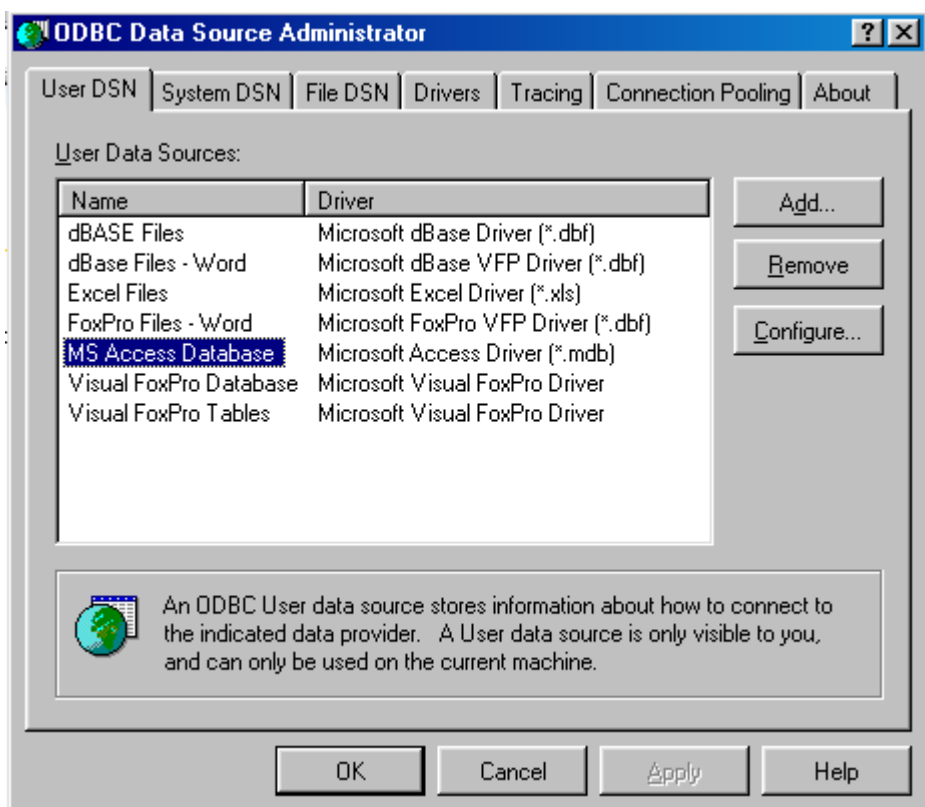 ODBC Data Source Administrator
User DSN System DSN File DSN Drivers Tracing Connection Pooling About
User Data Sources:
Name Driver
dBASE Files Microsoft dBase Driver (*.dbf)
dBase Files - Word Microsoft dBase VFP Driver (*.dbf)
Excel Files Microsoft Excel Driver (*.xls)
FoxPro Files - Word Microsoft FoxPro VFP Driver (*.dbf)
MS Access Database Microsoft Access Driver (*.mdb)
Visual FoxPro Database Microsoft Visual FoxPro Driver
Visual FoxPro Tables Microsoft Visual FoxPro Driver
Add...
Remove
Configure...
An ODBC User data source stores information about how to connect to
the indicated data provider. A User data source is only visible to you,
and can only be used on the current machine.
OK Cancel Apply Help